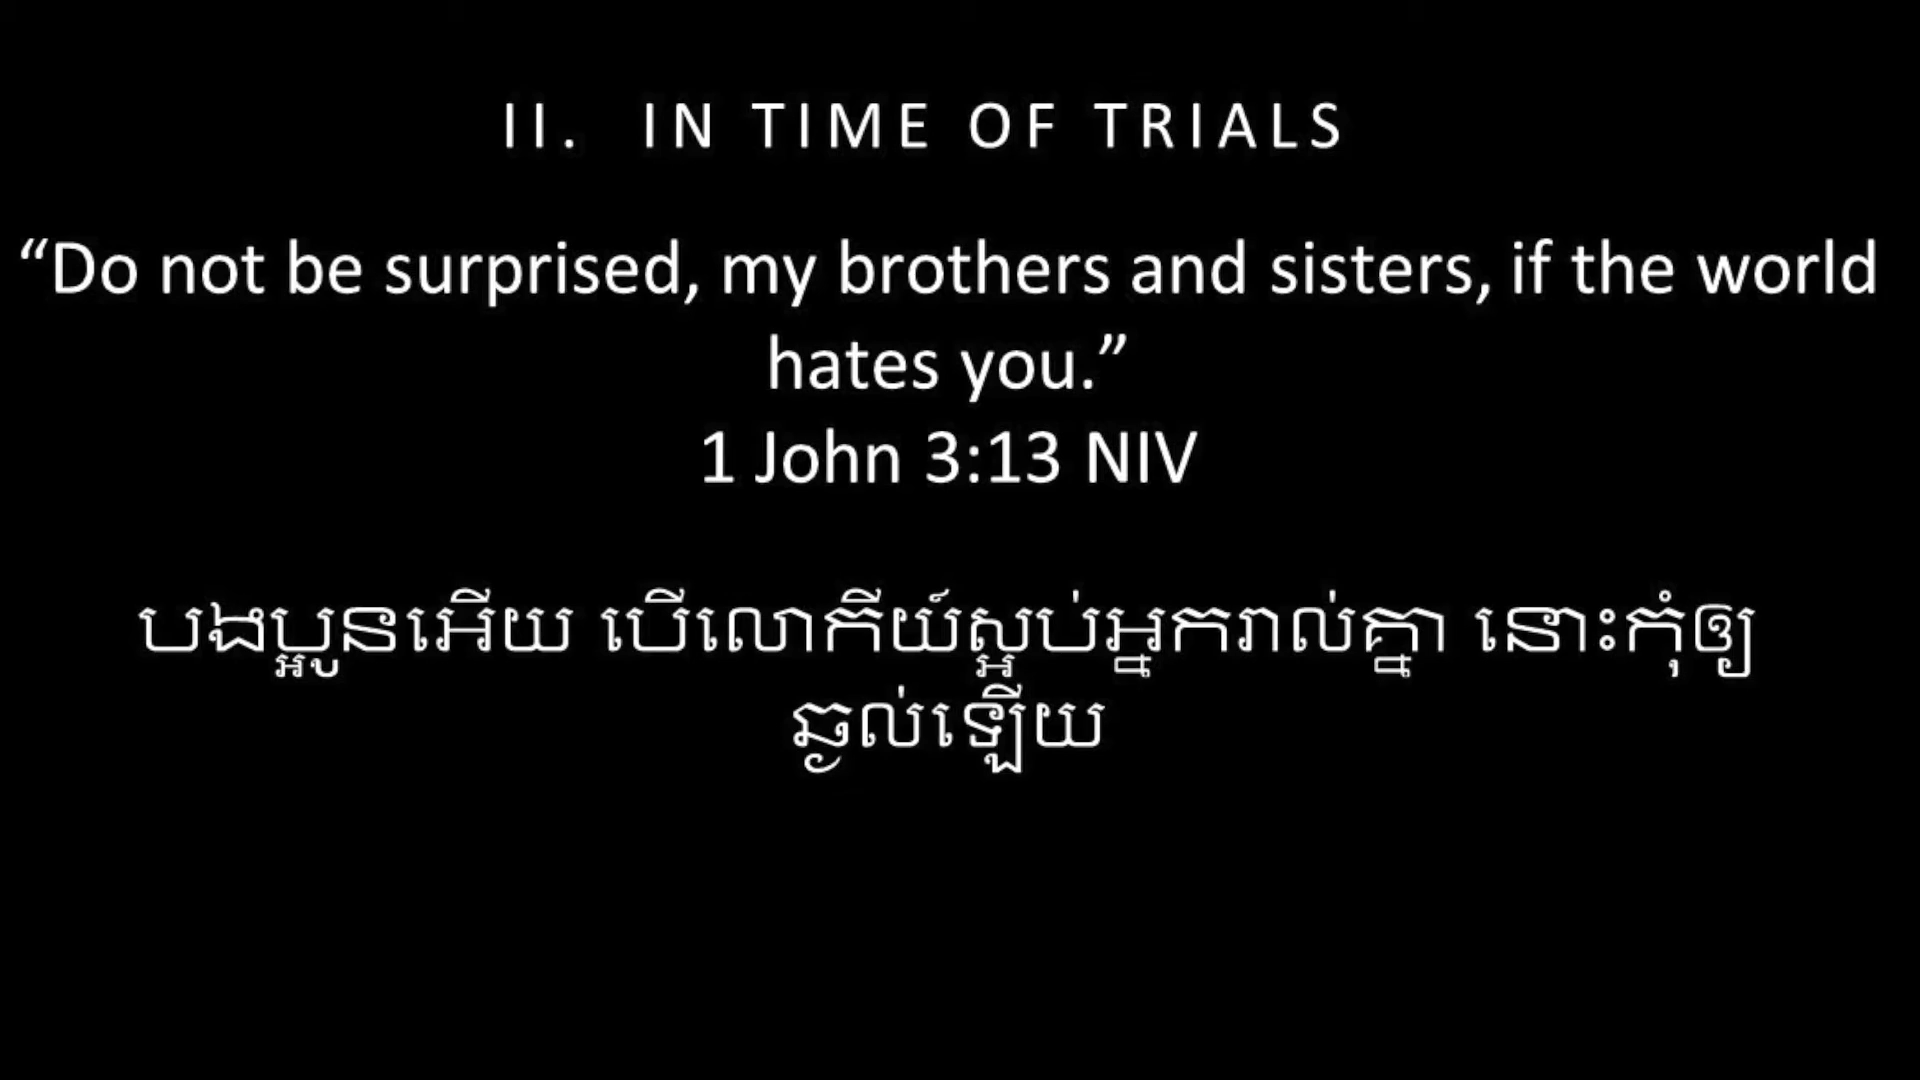 II. IN TIME OF TRIALS
“Do not be surprised, my brothers and sisters, if the world
hates you.”
1 John 3:13 NIV
បងប្អូនអើយ បើលោកីយ៍ស្អប់អ្នករាល់គ្នា នោះកុំឲ្យ
ឆ្ងល់ឡើយ